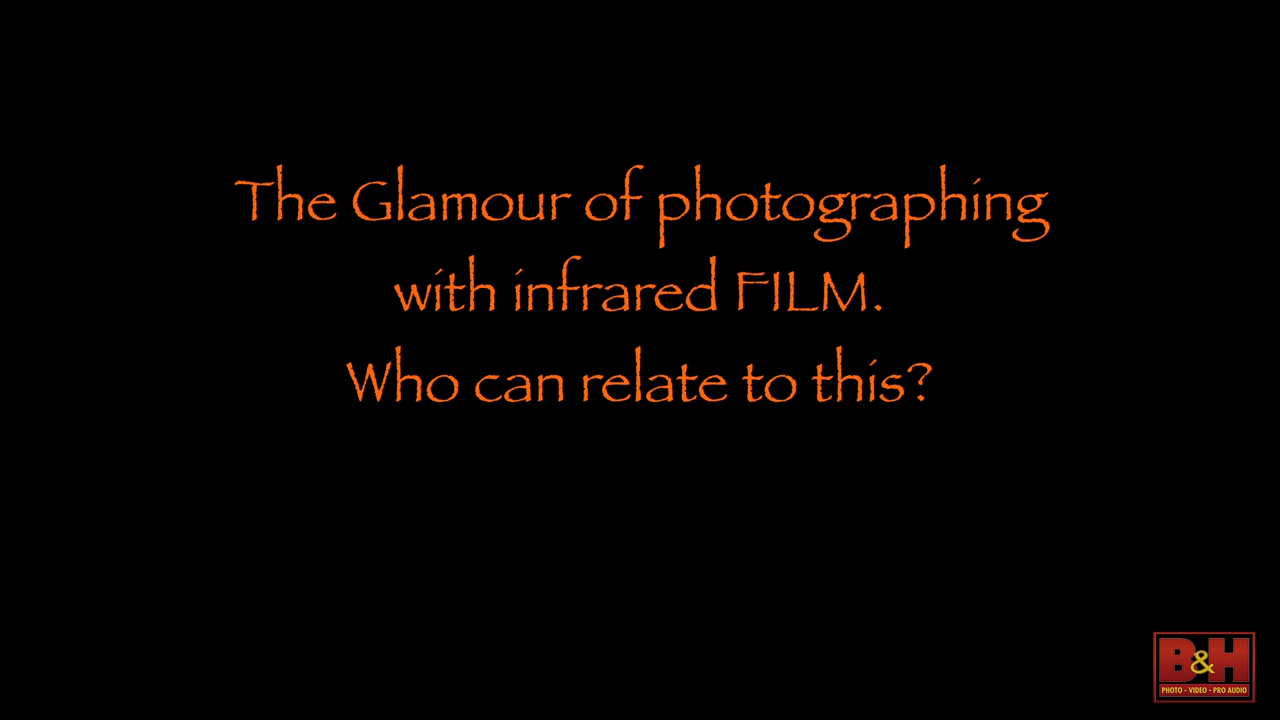 The Glamour of photographing
with infrared FILM.
Who can relate to this?
B&H
PHOTO - VIDEO - PRO AUDIO